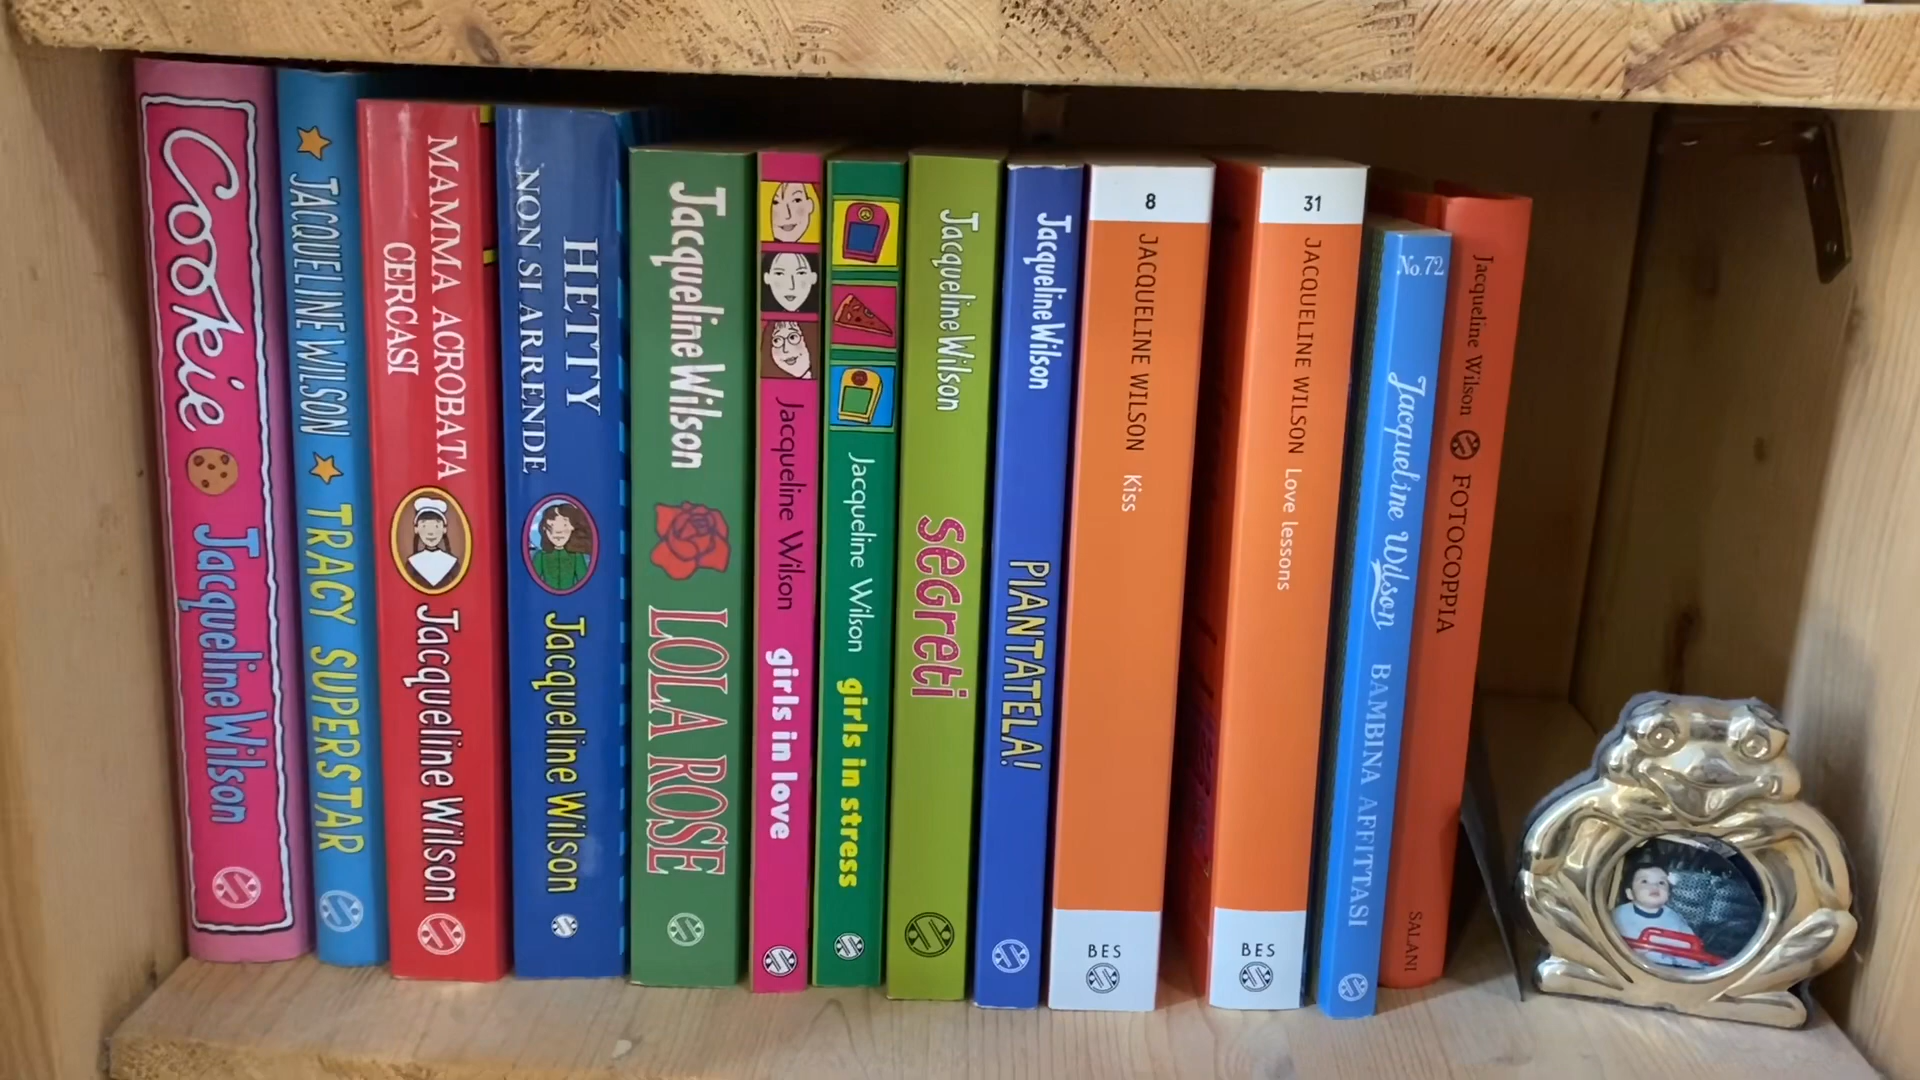 Cookie
Jacqueline Wilson
JACQUELINE WILSON
TRACY SUPERSTAR
MAMMA ACROBATA
CERCASI
Jacqueline Wilson
HETTY
NON SI ARRENDE
Jacqueline Wilson
Jacqueline Wilson
LOLA ROSE
Jacqueline Wilson
girls in love
Jacqueline Wilson
girls in stress
Jacqueline Wilson
segreti
Jacqueline Wilson
PIANTATELA!
8
JACQUELINE WILSON Kiss
BES
31
JACQUELINE WILSON Love lessons
BES
No. 72
Jacqueline Wilson
BAMBINA AFFITTASI
Jacqueline Wilson
FOTOCOPPIA
SALANI